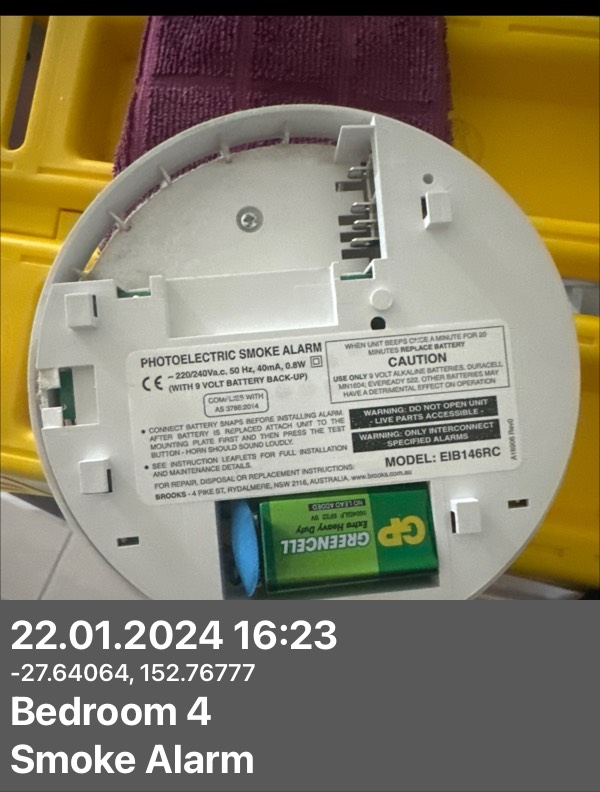 PHOTOELECTRIC SMOKE ALARM
CE ~ 220/240Va.c. 50 Hz, 40mA, 0.8W
(WITH 9 VOLT BATTERY BACK-UP)
COMPLIES WITH
AS 3786:2014
• CONNECT BATTERY SNAPS BEFORE INSTALLING ALARM.
AFTER BATTERY IS REPLACED ATTACH UNIT TO THE
MOUNTING PLATE FIRST AND THEN PRESS THE TEST
BUTTON - HORN SHOULD SOUND LOUDLY.
• SEE INSTRUCTION LEAFLETS FOR FULL INSTALLATION
AND MAINTENANCE DETAILS.
FOR REPAIR, DISPOSAL OR REPLACEMENT INSTRUCTIONS:
BROOKS - 4 PIKE ST, RYDALMERE, NSW 2116, AUSTRALIA. www.brooks.com.au
WHEN UNIT BEEPS ONCE A MINUTE FOR 20
MINUTES REPLACE BATTERY
CAUTION
USE ONLY 9 VOLT ALKALINE BATTERIES, DURACELL
MN1604; EVEREADY 522. OTHER BATTERIES MAY
HAVE A DETRIMENTAL EFFECT ON OPERATION
WARNING: DO NOT OPEN UNIT
- LIVE PARTS ACCESSIBLE -
WARNING: ONLY INTERCONNECT
SPECIFIED ALARMS
MODEL: EIB146RC
GP
GREENCELL
Extra Heavy Duty
1604GLF 6F22 9V
NO LEAD ADDED
22.01.2024 16:23
-27.64064, 152.76777
Bedroom 4
Smoke Alarm